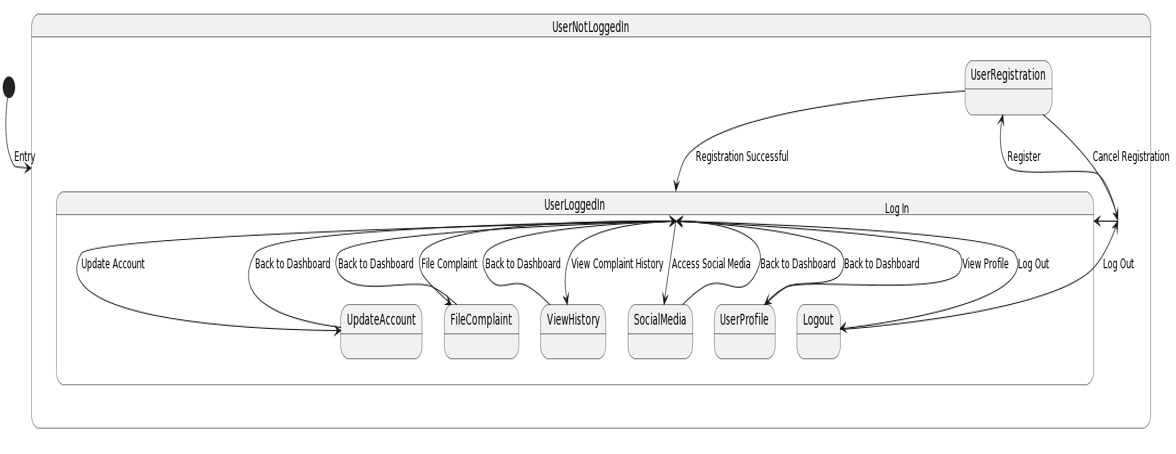 UserNotLoggedIn
UserRegistration
Entry
Registration Successful
Register
Cancel Registration
UserLoggedIn
Log In
Update Account
Back to Dashboard
Back to Dashboard
File Complaint
Back to Dashboard
View Complaint History
Access Social Media
Back to Dashboard
Back to Dashboard
View Profile
Log Out
Log Out
UpdateAccount
FileComplaint
ViewHistory
SocialMedia
UserProfile
Logout